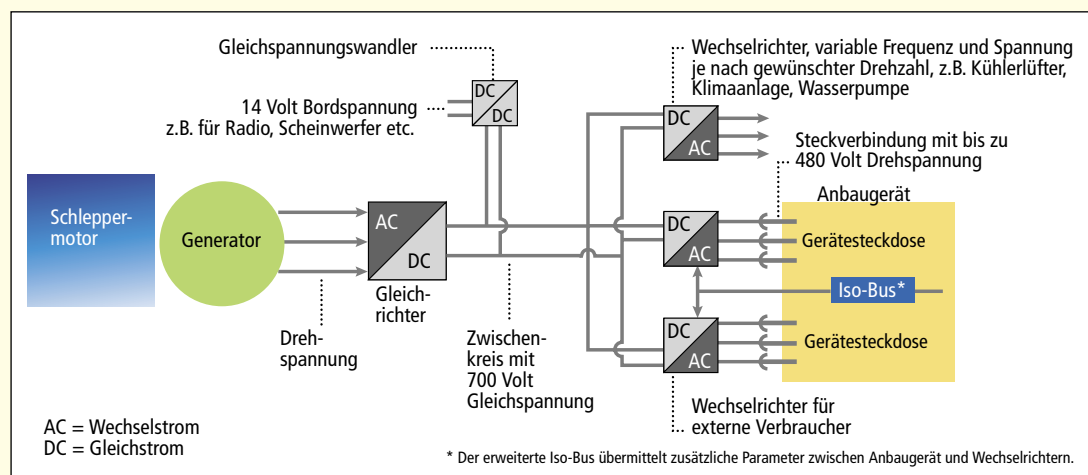 Gleichspannungswandler
DC
DC
14 Volt Bordspannung
z.B. für Radio, Scheinwerfer etc.
Wechselrichter, variable Frequenz und Spannung
je nach gewünschter Drehzahl, z.B. Kühlerlüfter,
Klimaanlage, Wasserpumpe
DC
AC
Steckverbindung mit bis zu
480 Volt Drehspannung
Schlepper-
motor
Generator
AC
DC
Gleich-
richter
Dreh-
spannung
Zwischen-
kreis mit
700 Volt
Gleichspannung
DC
AC
Anbaugerät
Gerätesteckdose
Iso-Bus*
DC
AC
Gerätesteckdose
Wechselrichter für
externe Verbraucher
AC = Wechselstrom
DC = Gleichstrom
* Der erweiterte Iso-Bus übermittelt zusätzliche Parameter zwischen Anbaugerät und Wechselrichtern.